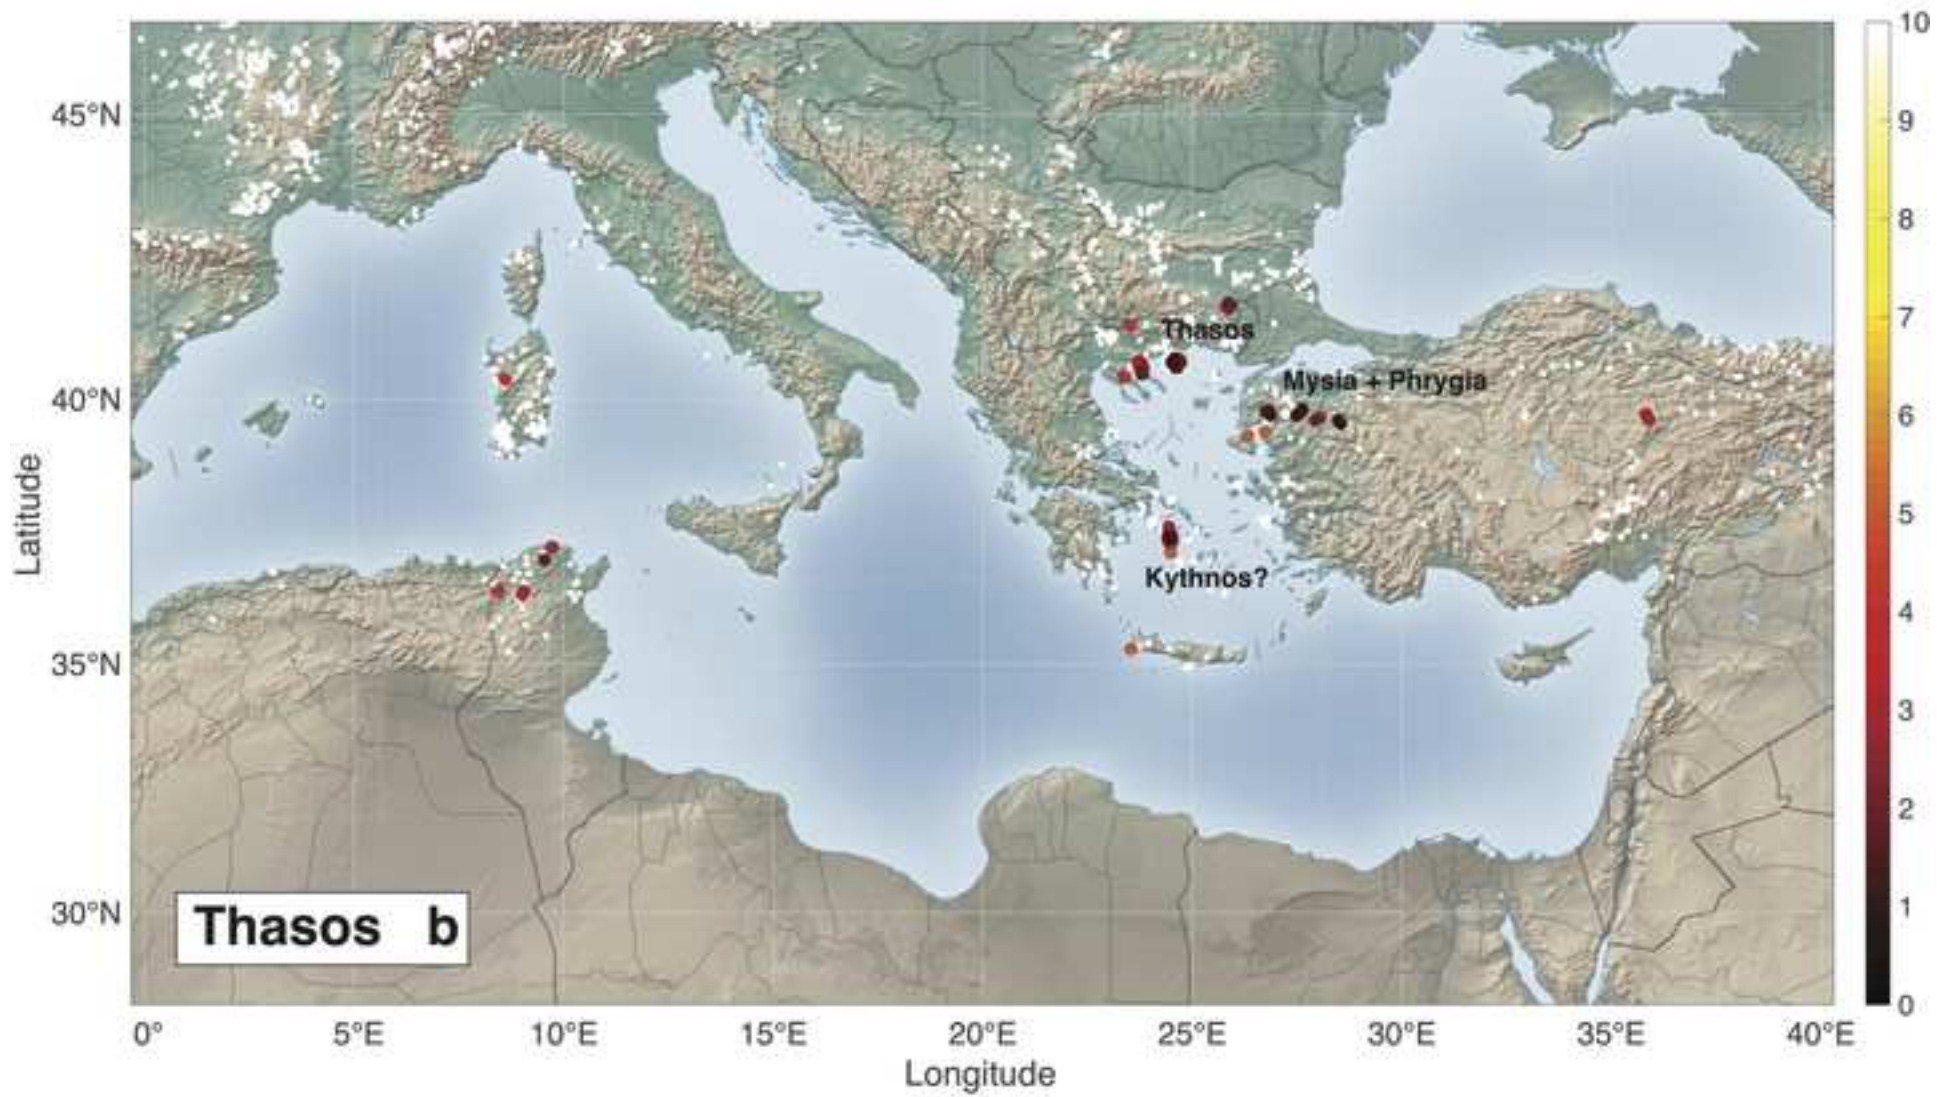 45°N
40°N
35°N
30°N
Latitude
Thasos
Mysia + Phrygia
Kythnos?
Thasos b
0°
5°E
10°E
15°E
20°E
25°E
30°E
35°E
40°E
Longitude
10
9
8
7
6
5
4
3
2
1
0